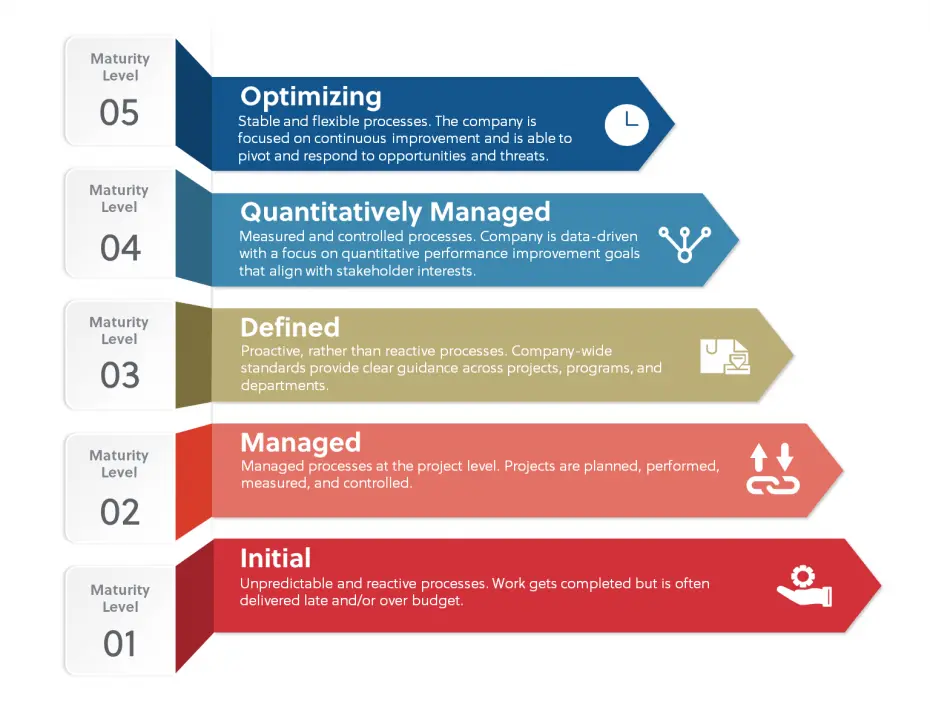 Maturity
Level
05
Optimizing
Stable and flexible processes. The company is
focused on continuous improvement and is able to
pivot and respond to opportunities and threats.
Maturity
Level
04
Quantitatively Managed
Measured and controlled processes. Company is data-driven
with a focus on quantitative performance improvement goals
that align with stakeholder interests.
Maturity
Level
03
Defined
Proactive, rather than reactive processes. Company-wide
standards provide clear guidance across projects, programs, and
departments.
Maturity
Level
02
Managed
Managed processes at the project level. Projects are planned, performed,
measured, and controlled.
Maturity
Level
01
Initial
Unpredictable and reactive processes. Work gets completed but is often
delivered late and/or over budget.